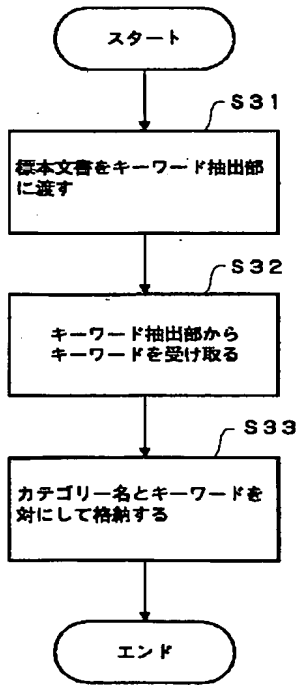 スタート
S31
標本文書をキーワード抽出部
に渡す
S32
キーワード抽出部から
キーワードを受け取る
S33
カテゴリー名とキーワードを
対にして格納する
エンド